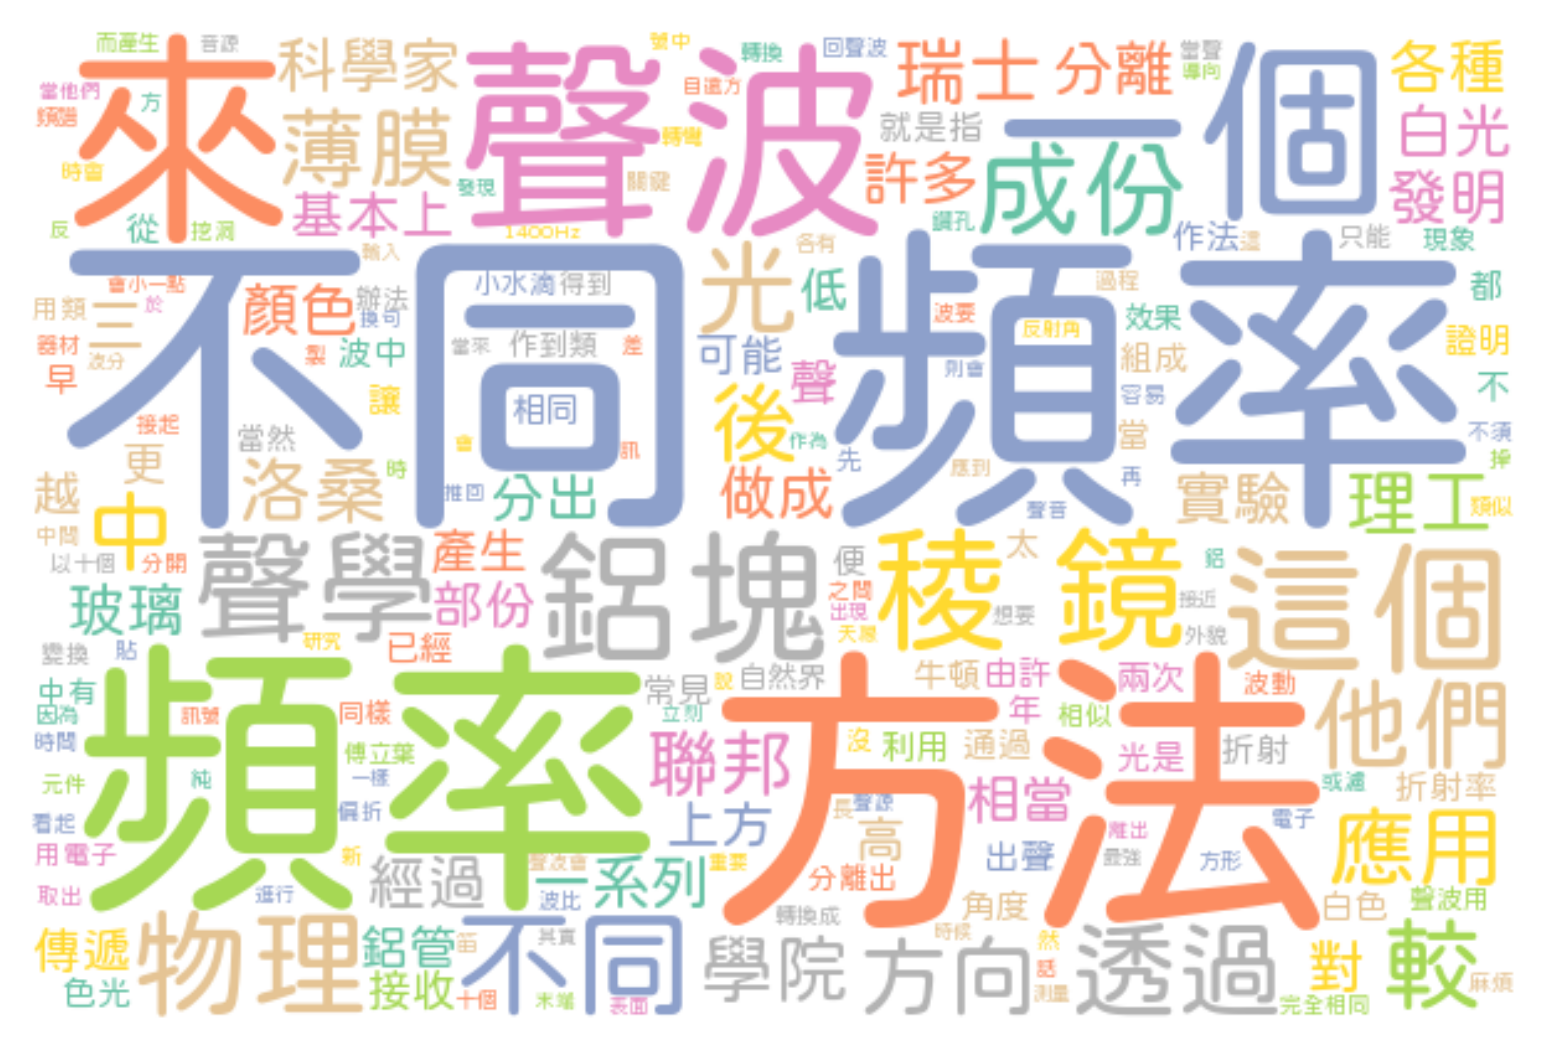 而產生
音源
科學家
聲波
號中
轉換
回聲波
瑞士
分離
當聲
導向
一個
各種
來
當他們
方
頻譜
目這方
薄膜
轉彎
就是指
白光
時會
發現
關鍵
許多
成份
發明
反
從
挖洞
基本上
1400Hz
鋼孔
作法
這
只能
現象
輸入
各有
不同頻率
會小一點
於
用類
三
顏色
辦法
換可
小水滴
得到
光
低
過程
都
波要
反射角
效果
器材
波分
製
波中
當來
作到類
差
可能
組成
證明
早
則會
聲
不
讓
相同
後
容易
接起
當然
會
訊
作為
先
當
不須
更
時
應到
再
掉
越
洛桑
推回
分出
做成
聲音
實驗
理工
類似
中
中間
以十個
分開
聲學
產生
鋁塊
便
稜鏡
太
鋁
這個
玻璃
部份
之間
出現
天屋
想要
接近
外貌
研究
已經
變換
貼
中有
常見
說
自然界
牛頓
由許
兩次
波動
他們
因為
訊號
同樣
立刻
年
相似
頻率
方法
時間
傅立葉
聯邦
沒
利用
通過
光是
折射
元件
純
一樣
相當
或濾
折射率
看起
偏折
上方
長
聲源
高
離出
電子
應用
用電子
新
出聲
最強
方形
取出
進行
經過
聲波會
一系列
重要
分離出
波比
轉換成
角度
白色
聲波用
傳遞
物理
鋁管
笛
不同
其實
學院
方向
時候
然
透過
對
較
色光
接收
十個
末端
表面
話
測量
完全相同
麻煩